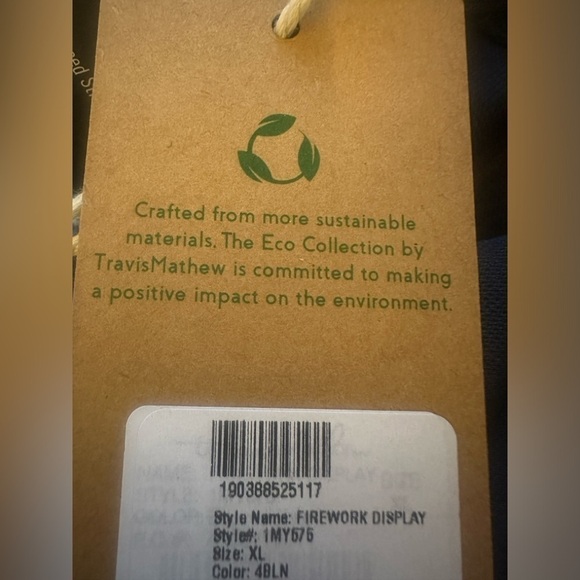 Crafted from more sustainable
materials. The Eco Collection by
TravisMathew is committed to making
a positive impact on the environment.
190388525117
Style Name: FIREWORK DISPLAY
Style#: 1MY575
Size: XL
Color: 4BLN